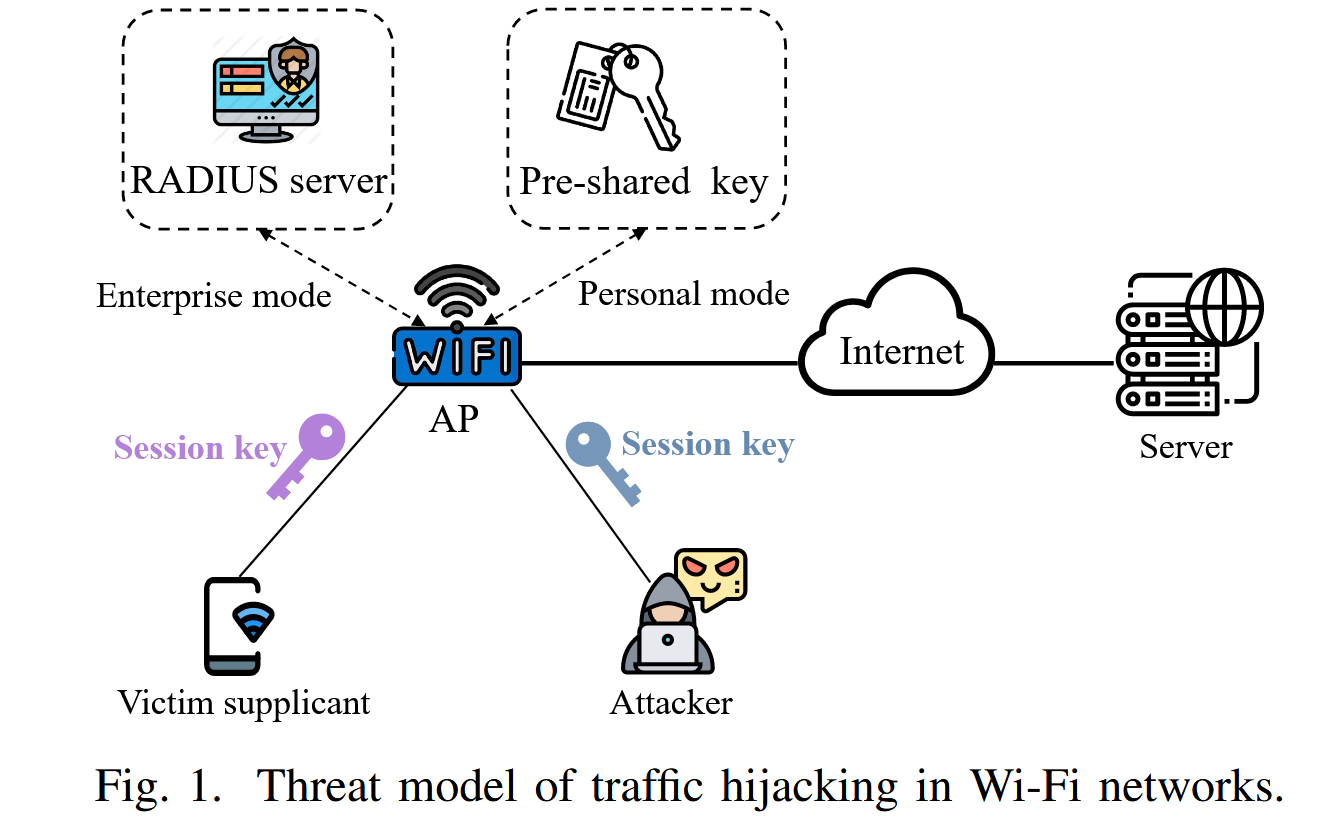 RADIUS server
Pre-shared key
Enterprise mode
Personal mode
WIFI
Internet
AP
Session key
Session key
Server
Victim supplicant
Attacker
Fig. 1. Threat model of traffic hijacking in Wi-Fi networks.